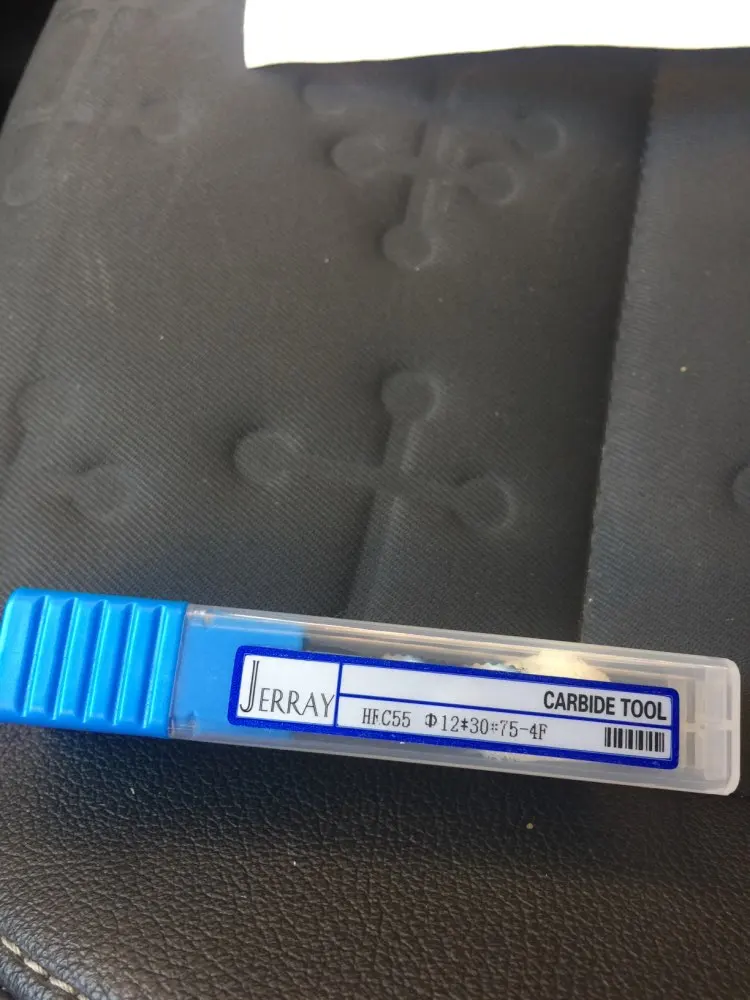 JERRAY
CARBIDE TOOL
HRC55 Φ12*30*75-4F